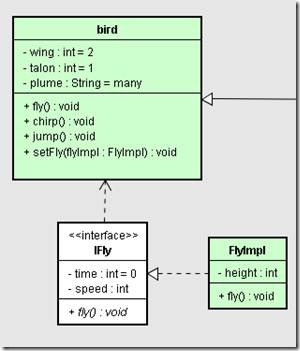 bird
- wing : int = 2
- talon : int = 1
- plume : String = many
+ fly() : void
+ chirp() : void
+ jump() : void
+ setFly(flyImpl : FlyImpl) : void
<<interface>>
IFly
- time : int = 0
- speed : int
+ fly() : void
FlyImpl
- height : int
+ fly() : void